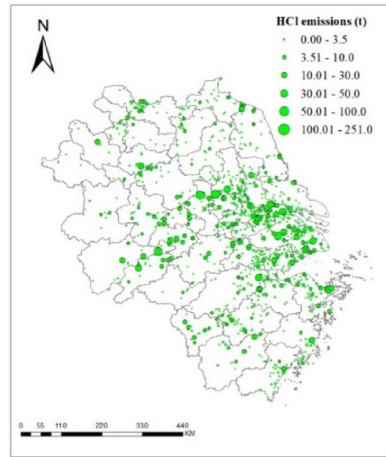 HCl emissions (t)
N
0.00 - 3.5
3.51 - 10.0
10.01 - 30.0
30.01 - 50.0
50.01 - 100.0
100.01 - 251.0
0 55 110 220 330 440
KM